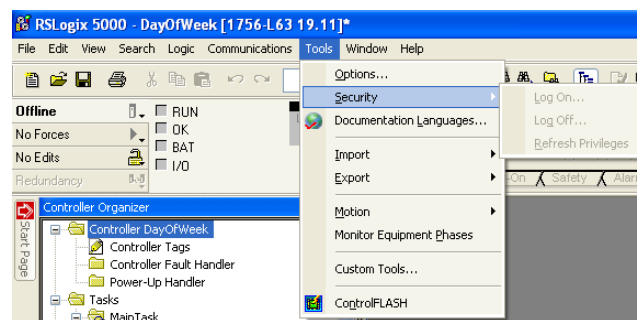 RSLogix 5000 - DayOfWeek [1756-L63 19.11]*
File Edit View Search Logic Communications Tools Window Help
Offline
RUN
No Forces
OK
No Edits
BAT
I/O
Redundancy
Options...
Security
Documentation Languages...
Import
Export
Motion
Monitor Equipment Phases
Custom Tools...
ControlFLASH
Log On...
Log Off...
Refresh Privileges
-On Safety Alar
Start Page
Controller Organizer
Controller DayOfWeek
Controller Tags
Controller Fault Handler
Power-Up Handler
Tasks
MainTask